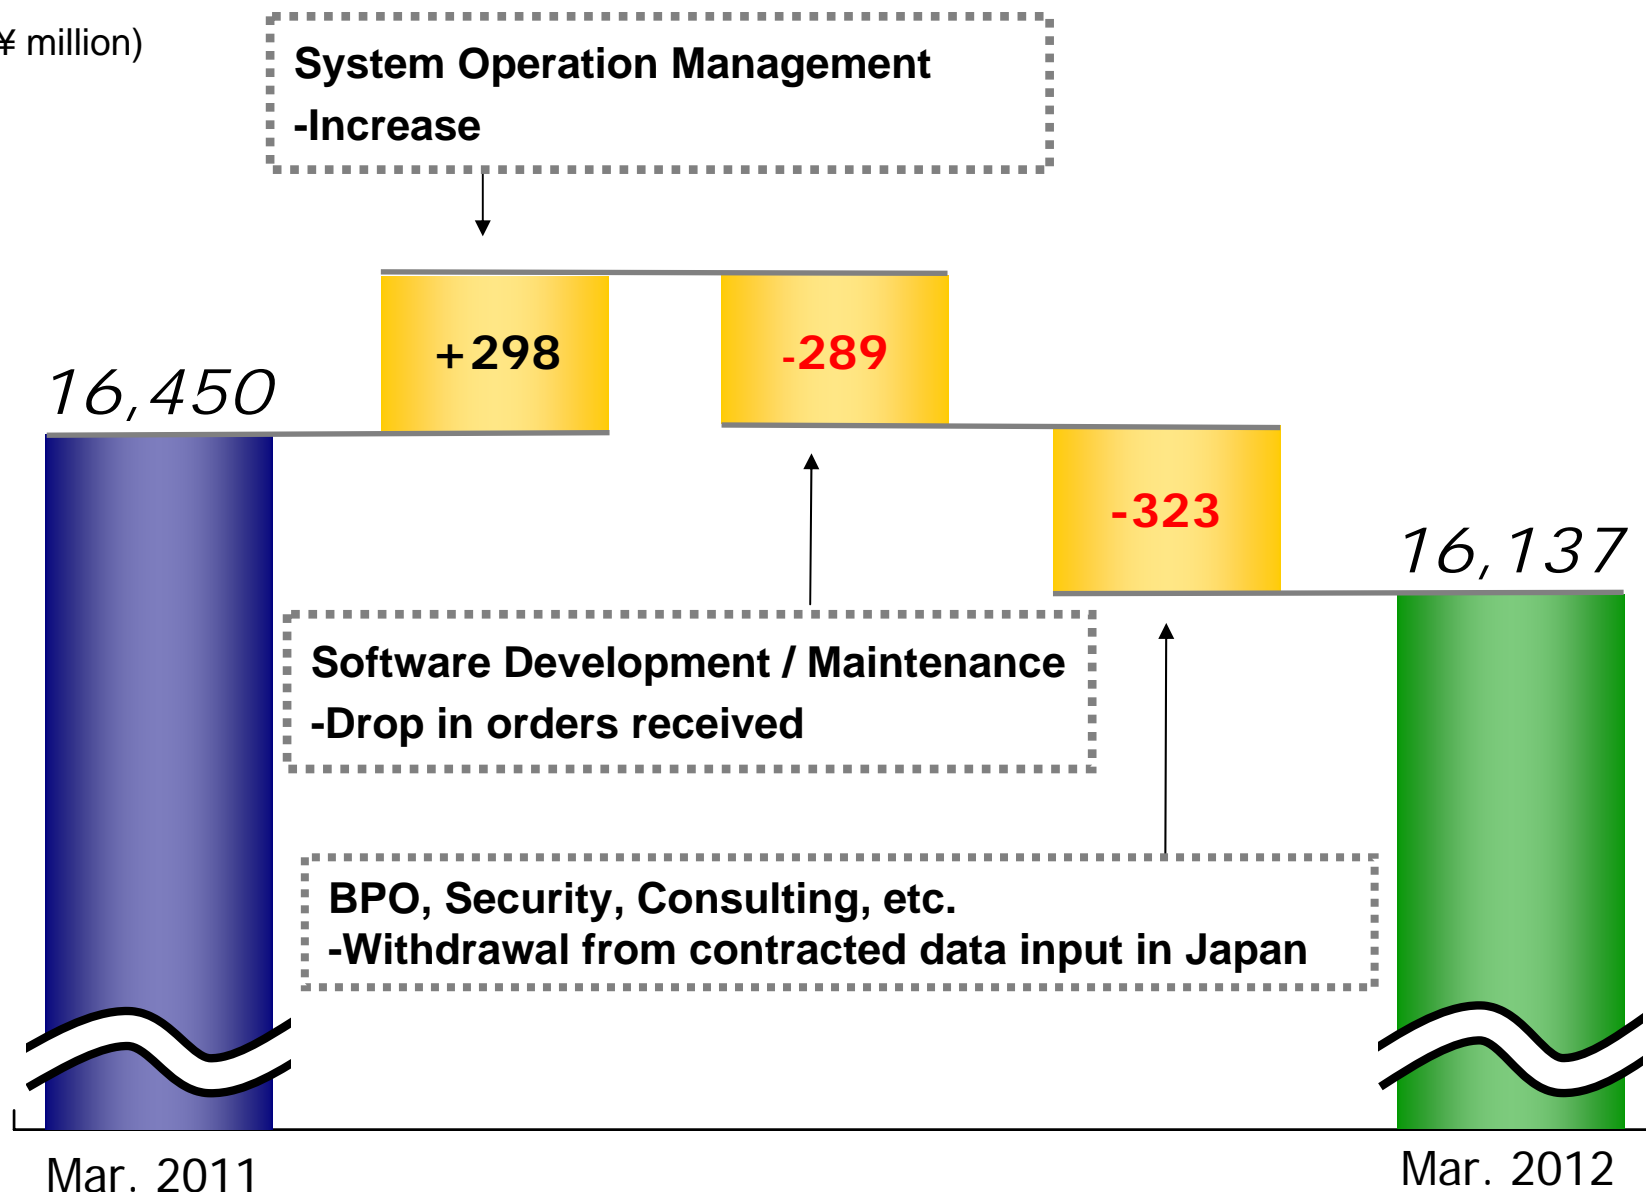 ¥ million)
System Operation Management
-Increase
+298
-289
16,450
-323
16,137
Software Development / Maintenance
-Drop in orders received
BPO, Security, Consulting, etc.
-Withdrawal from contracted data input in Japan
Mar. 2011
Mar. 2012